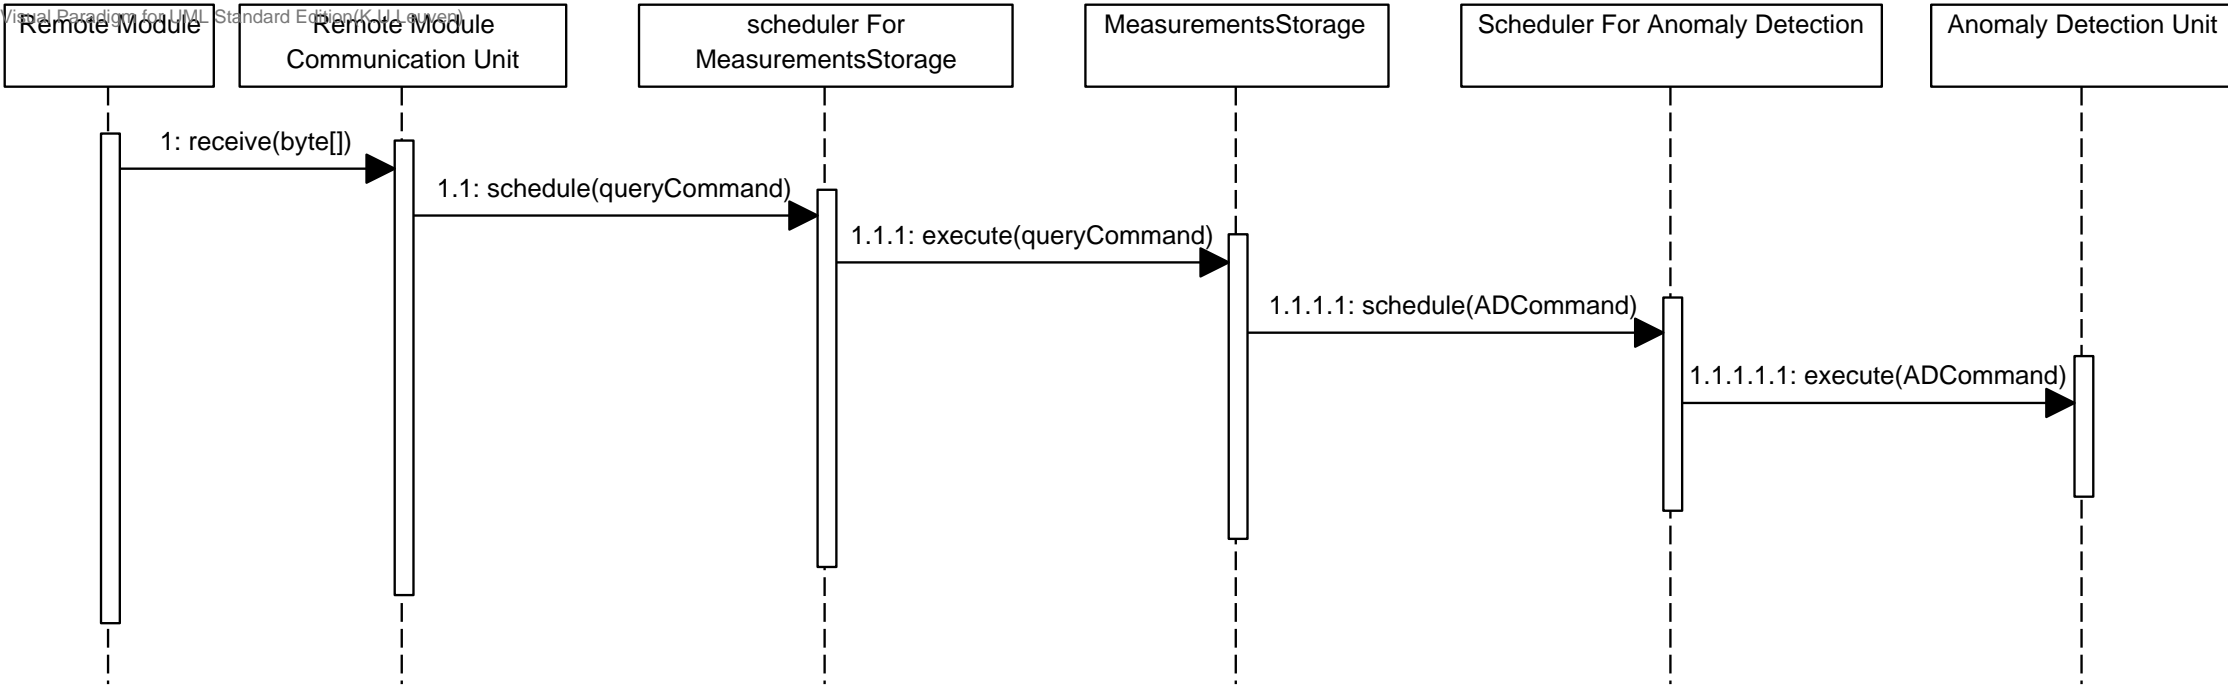 Visual Paradigm for UML Standard Edition(K.U.Leuven)
Remote Module
Remote Module
Communication Unit
scheduler For
MeasurementsStorage
MeasurementsStorage
Scheduler For Anomaly Detection
Anomaly Detection Unit
1: receive(byte[])
1.1: schedule(queryCommand)
1.1.1: execute(queryCommand)
1.1.1.1: schedule(ADCommand)
1.1.1.1.1: execute(ADCommand)